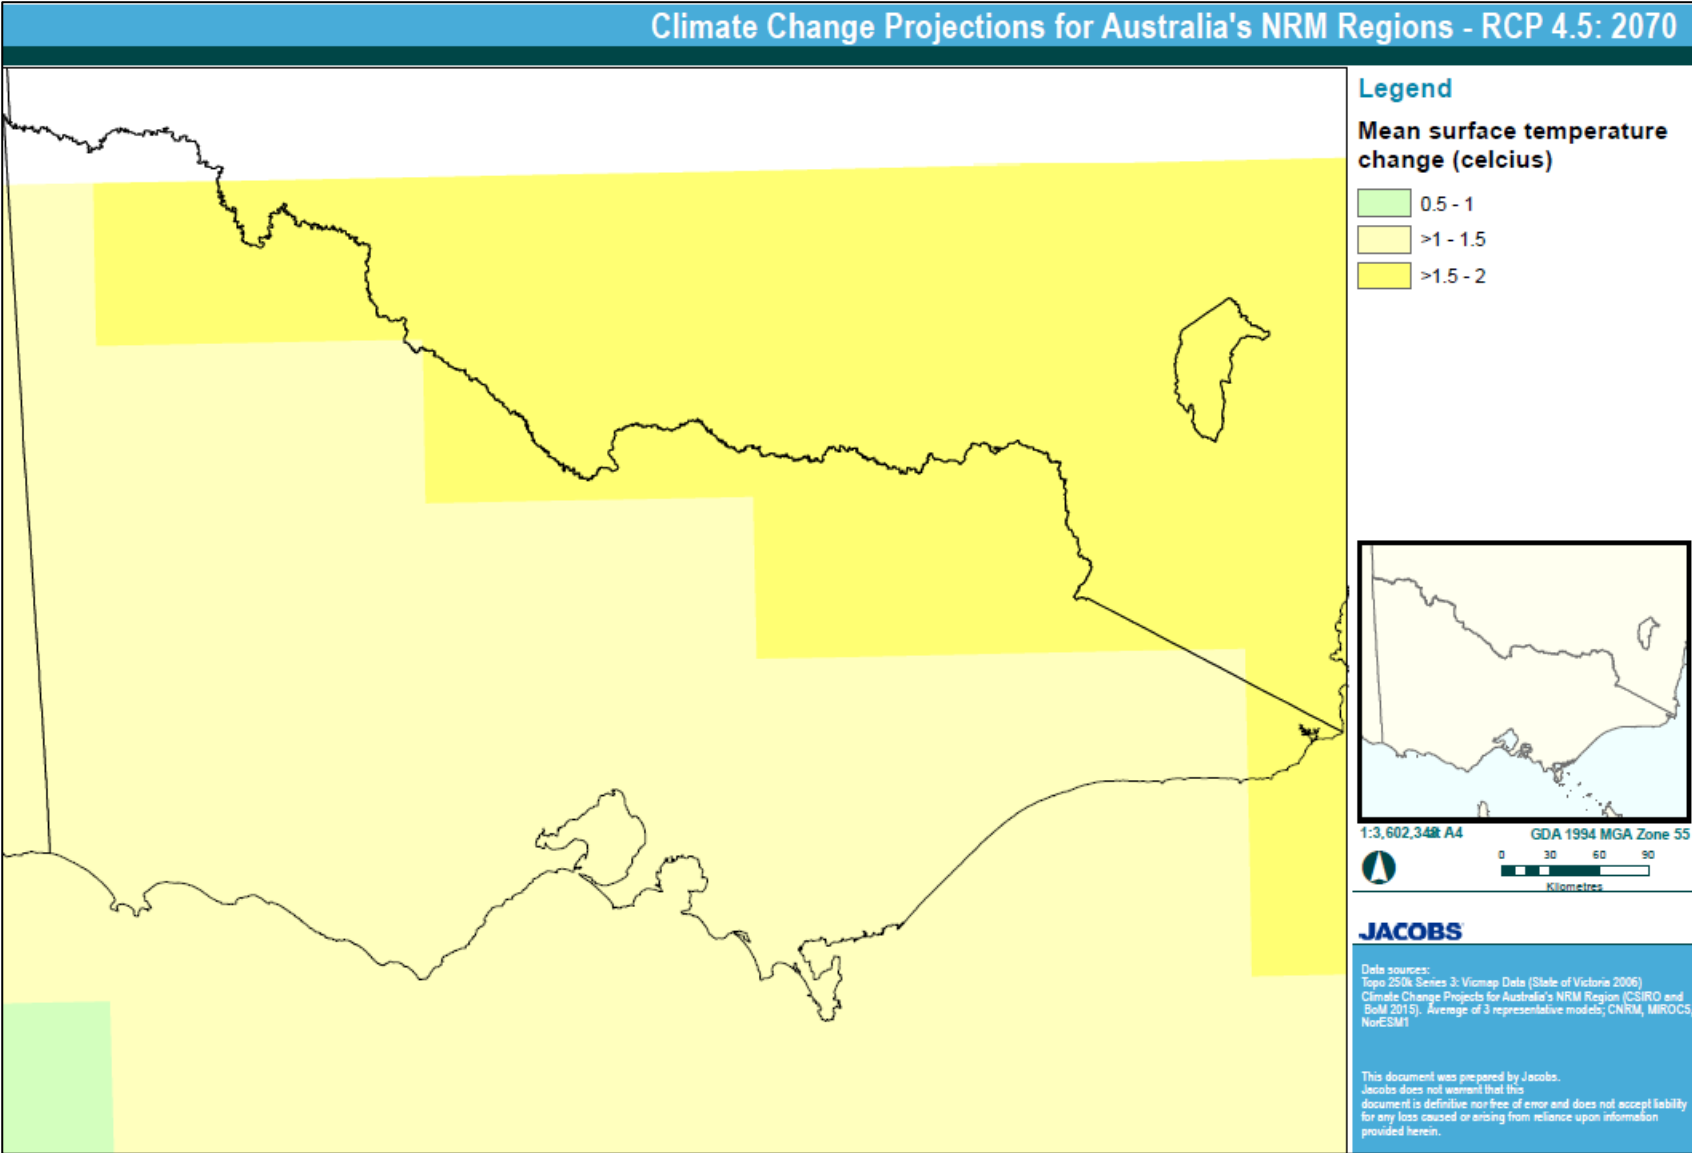 Climate Change Projections for Australia's NRM Regions - RCP 4.5: 2070
Legend
Mean surface temperature
change (celcius)
0.5 - 1
>1 - 1.5
>1.5 - 2
1:3,602,348 at A4
GDA 1994 MGA Zone 55
0 30 60 90
Kilometres
JACOBS
Data sources:
Topo 250k Series 3: Vicmap Data (State of Victoria 2006)
Climate Change Projects for Australia's NRM Region (CSIRO and
BoM 2015). Average of 3 representative models; CNRM, MIROC5,
NorESM1
This document was prepared by Jacobs.
Jacobs does not warrant that this
document is definitive nor free of error and does not accept liability
for any loss caused or arising from reliance upon information
provided herein.